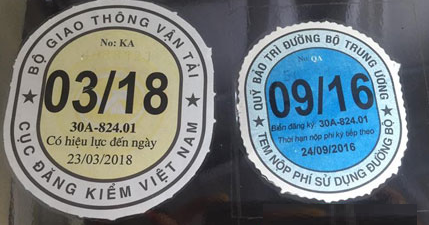 BỘ GIAO THÔNG VẬN TẢI
No: KA
03/18
30A-824.01
Có hiệu lực đến ngày
23/03/2018
★ CỤC ĐĂNG KIỂM VIỆT NAM ★
QUỸ BẢO TRÌ ĐƯỜNG BỘ TRUNG ƯƠNG
No: QA
09/16
Biển đăng ký: 30A-824.01
Thời hạn nộp phí kỳ tiếp theo
24/09/2016
★ TEM NỘP PHÍ SỬ DỤNG ĐƯỜNG BỘ ★